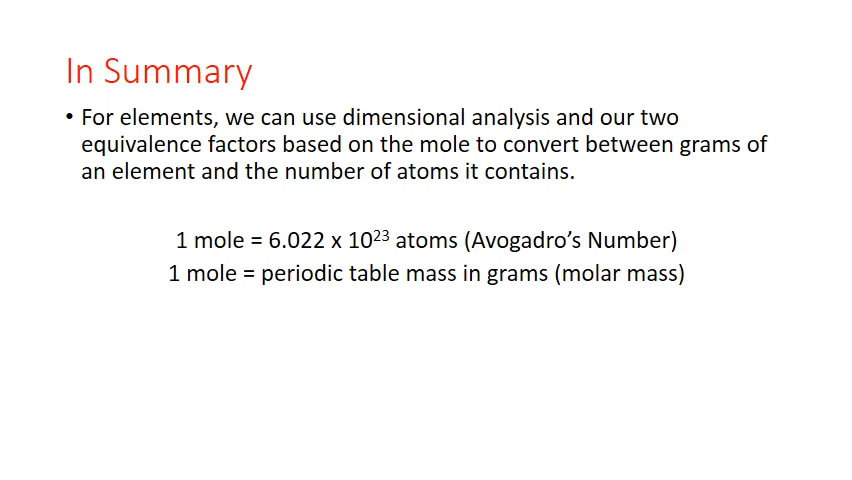 In Summary
• For elements, we can use dimensional analysis and our two
equivalence factors based on the mole to convert between grams of
an element and the number of atoms it contains.
1 mole = 6.022 x 10²³ atoms (Avogadro’s Number)
1 mole = periodic table mass in grams (molar mass)